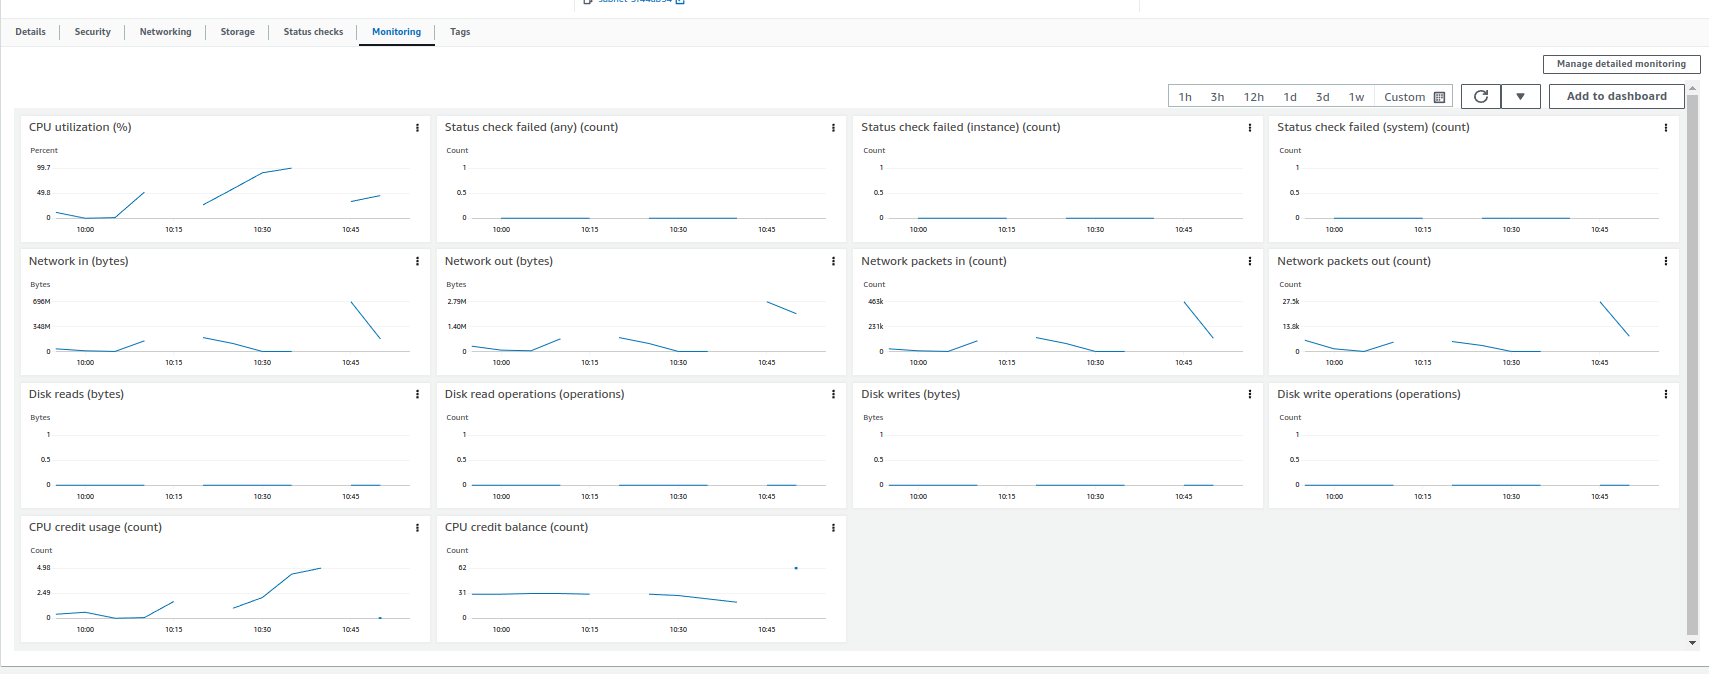 Details Security Networking Storage Status checks Monitoring Tags
Manage detailed monitoring
1h 3h 12h 1d 3d 1w Custom Add to dashboard
CPU utilization (%)
Percent
99.7
49.8
0
10:00 10:15 10:30 10:45
Status check failed (any) (count)
Count
1
0.5
0
10:00 10:15 10:30 10:45
Status check failed (instance) (count)
Count
1
0.5
0
10:00 10:15 10:30 10:45
Status check failed (system) (count)
Count
1
0.5
0
10:00 10:15 10:30 10:45
Network in (bytes)
Bytes
696M
348M
0
10:00 10:15 10:30 10:45
Network out (bytes)
Bytes
2.79M
1.40M
0
10:00 10:15 10:30 10:45
Network packets in (count)
Count
463k
231k
0
10:00 10:15 10:30 10:45
Network packets out (count)
Count
27.5k
13.8k
0
10:00 10:15 10:30 10:45
Disk reads (bytes)
Bytes
1
0.5
0
10:00 10:15 10:30 10:45
Disk read operations (operations)
Count
1
0.5
0
10:00 10:15 10:30 10:45
Disk writes (bytes)
Bytes
1
0.5
0
10:00 10:15 10:30 10:45
Disk write operations (operations)
Count
1
0.5
0
10:00 10:15 10:30 10:45
CPU credit usage (count)
Count
4.98
2.49
0
10:00 10:15 10:30 10:45
CPU credit balance (count)
Count
62
31
0
10:00 10:15 10:30 10:45